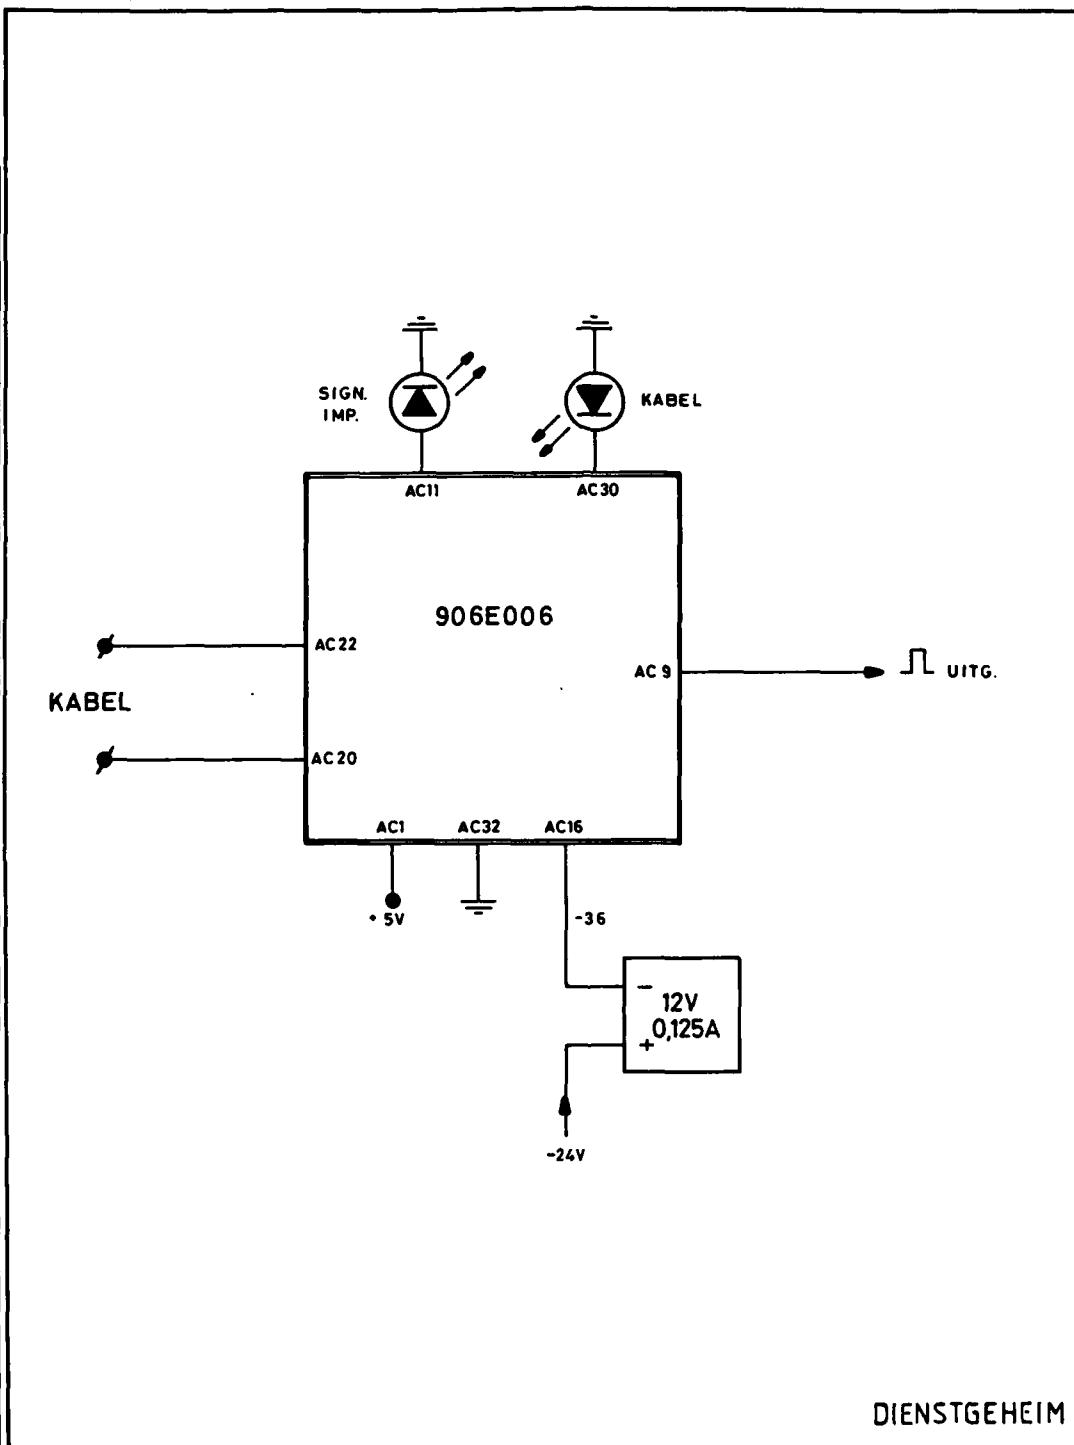 SIGN.
IMP.
KABEL
AC11
AC30
906E006
AC22
AC9
UITG.
KABEL
AC20
AC1
AC32
AC16
+5V
-36
-
12V
0,125A
+
-24V
DIENSTGEHEIM